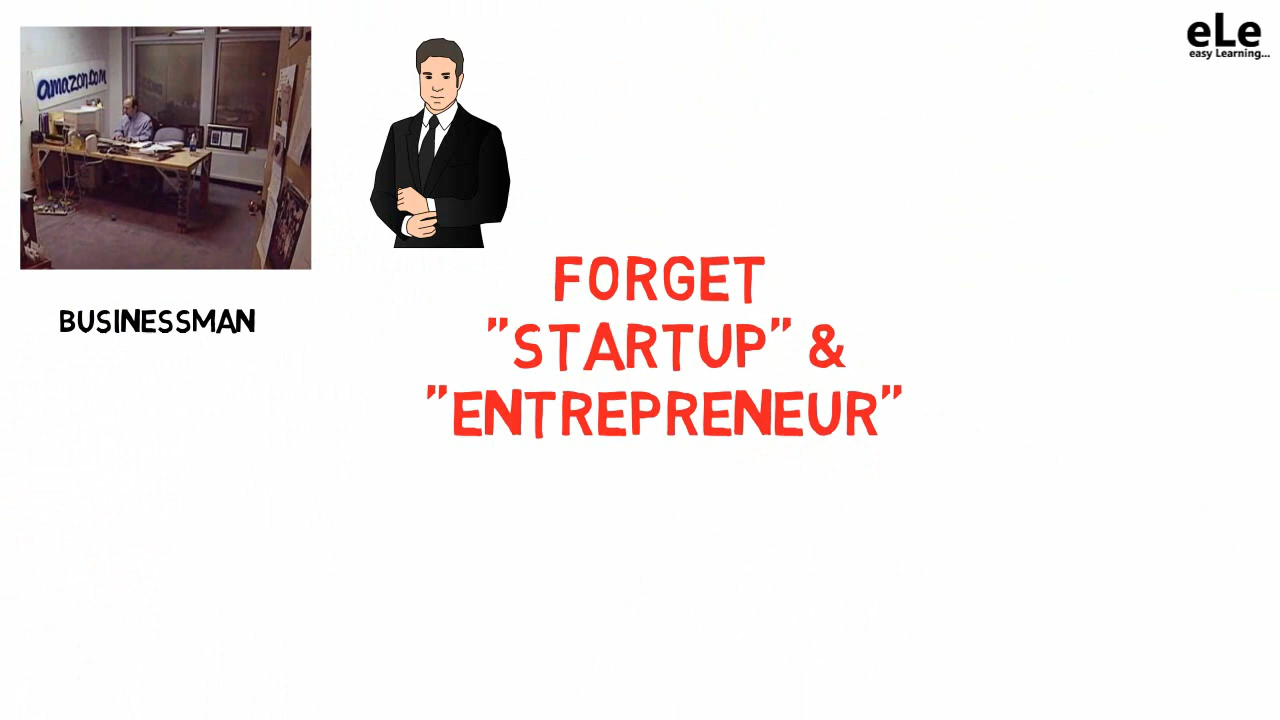 eLe
easy Learning...
amazon.com
BUSINESSMAN
FORGET
"STARTUP" &
"ENTREPRENEUR"